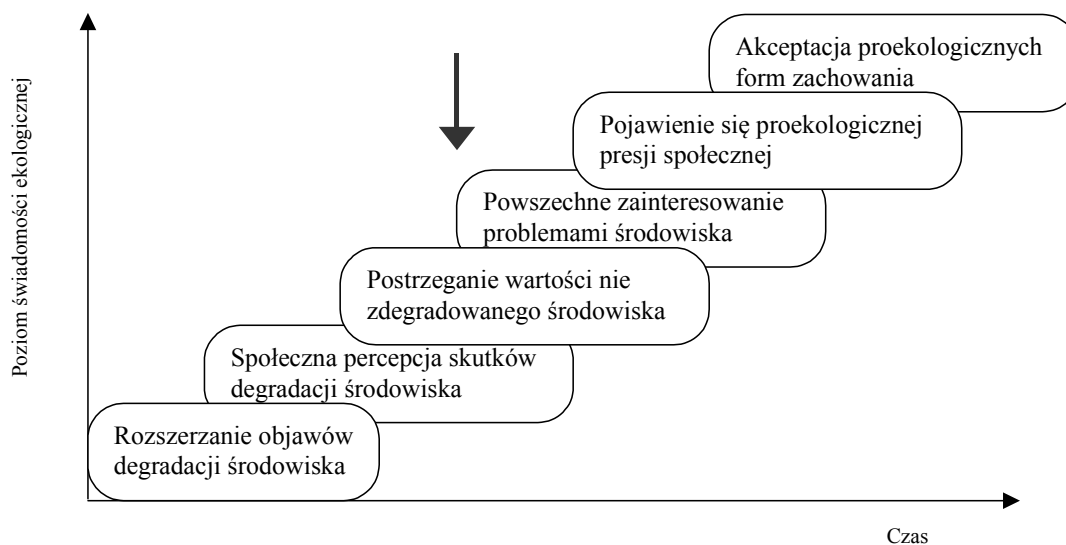 Poziom świadomości ekologicznej
Akceptacja proekologicznych
form zachowania
Pojawienie się proekologicznej
presji społecznej
Powszechne zainteresowanie
problemami środowiska
Postrzeganie wartości nie
zdegradowanego środowiska
Społeczna percepcja skutków
degradacji środowiska
Rozszerzanie objawów
degradacji środowiska
Czas